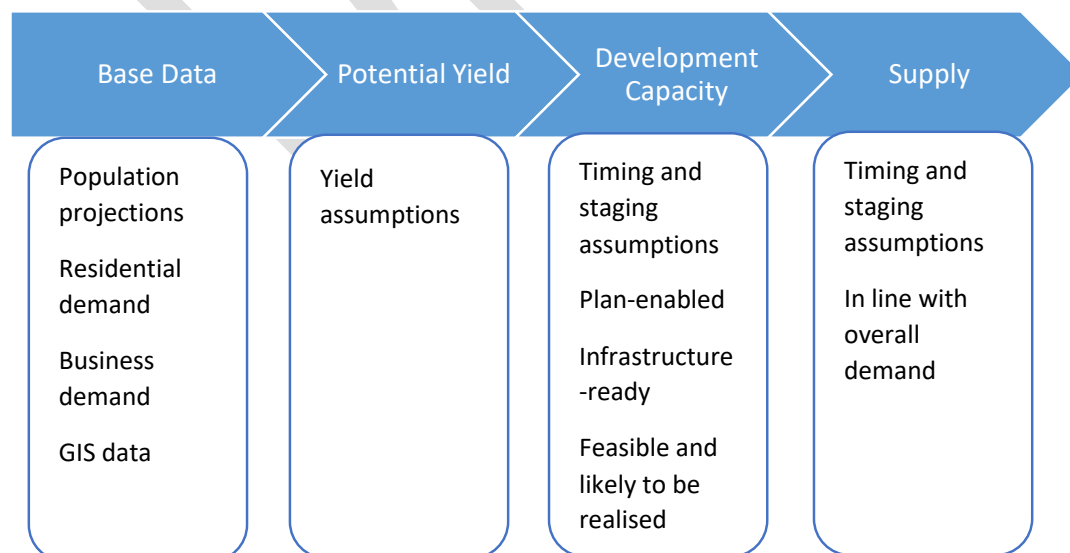 Base Data
Potential Yield
Development
Capacity
Supply
Population
projections
Residential
demand
Business
demand
GIS data
Yield
assumptions
Timing and
staging
assumptions
Plan-enabled
Infrastructure
-ready
Feasible and
likely to be
realised
Timing and
staging
assumptions
In line with
overall
demand